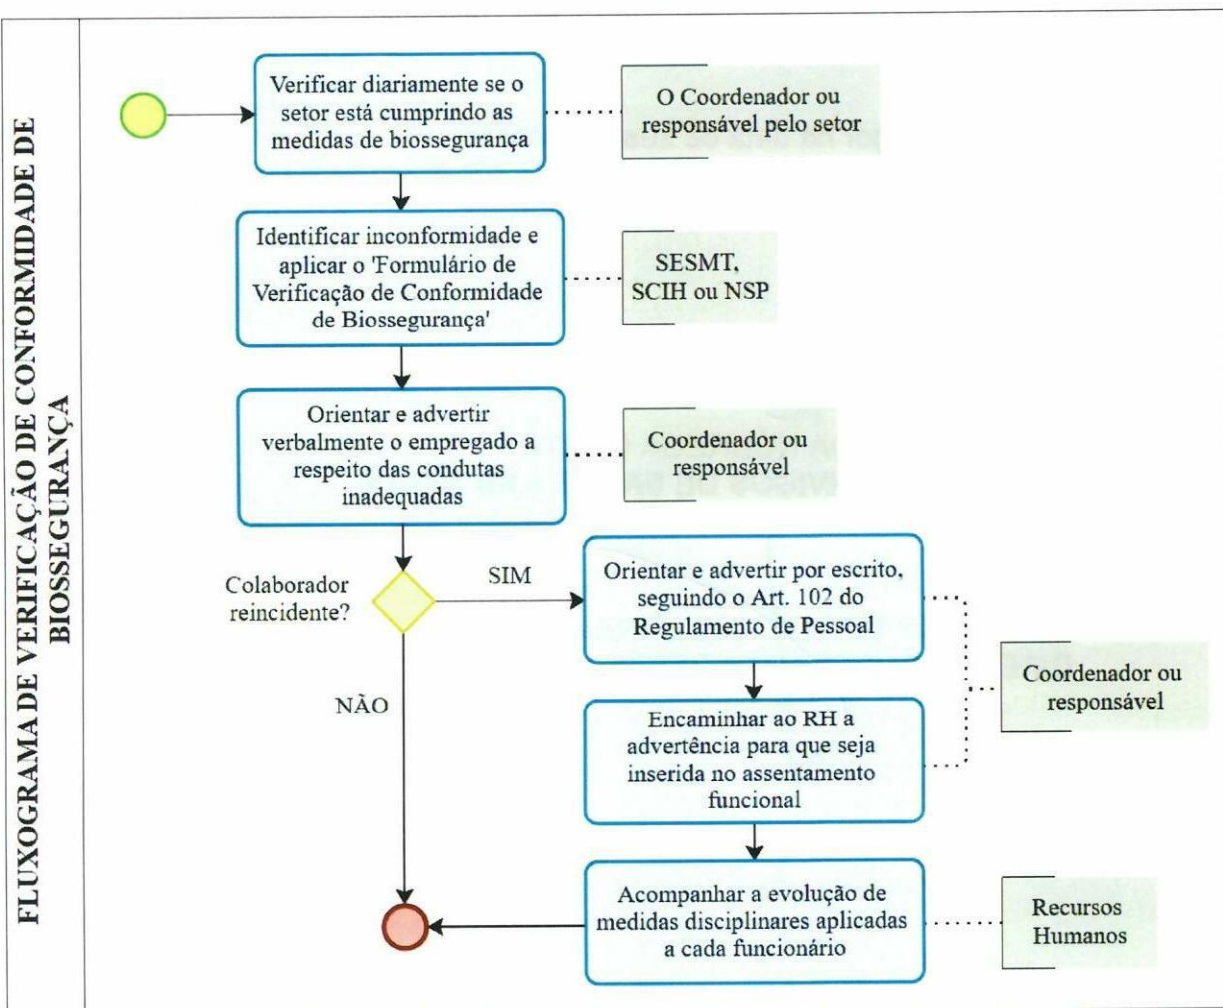 FLUXOGRAMA DE VERIFICAÇÃO DE CONFORMIDADE DE
BIOSSEGURANÇA
Verificar diariamente se o
setor está cumprindo as
medidas de biossegurança
O Coordenador ou
responsável pelo setor
Identificar inconformidade e
aplicar o 'Formulário de
Verificação de Conformidade
de Biossegurança'
SESMT,
SCIH ou NSP
Orientar e advertir
verbalmente o empregado a
respeito das condutas
inadequadas
Coordenador ou
responsável
Colaborador
reincidente?
SIM
NÃO
Orientar e advertir por escrito,
seguindo o Art. 102 do
Regulamento de Pessoal
Encaminhar ao RH a
advertência para que seja
inserida no assentamento
funcional
Coordenador ou
responsável
Acompanhar a evolução de
medidas disciplinares aplicadas
a cada funcionário
Recursos
Humanos